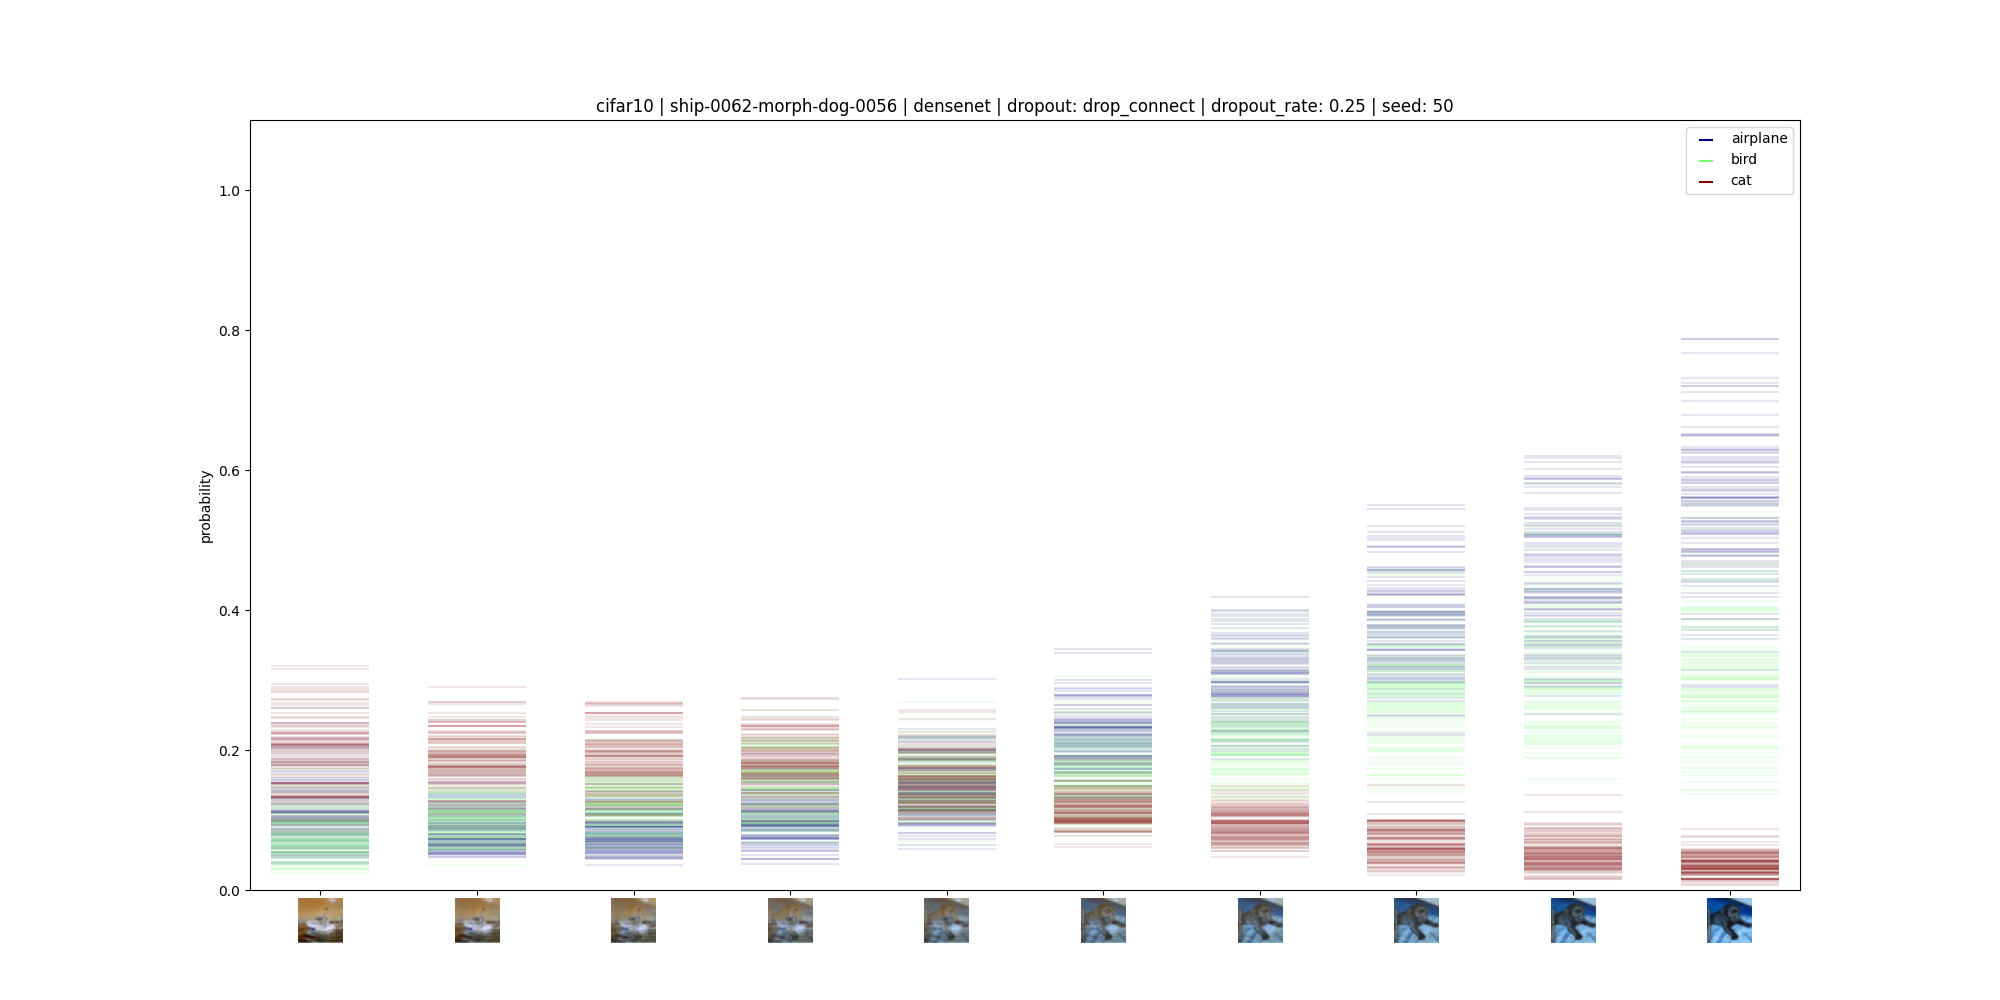 cifar10 | ship-0062-morph-dog-0056 | densenet | dropout: drop_connect | dropout_rate: 0.25 | seed: 50
airplane
bird
cat
1.0
0.8
0.6
0.4
0.2
0.0
probability